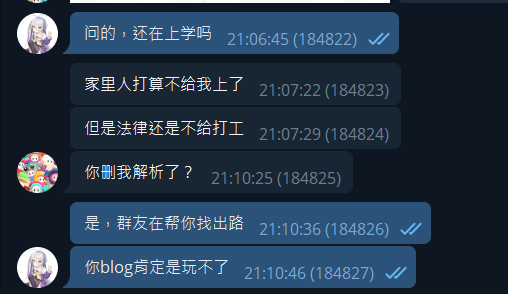 问的，还在上学吗 21:06:45 (184822)
家里人打算不给我上了 21:07:22 (184823)
但是法律还是不给打工 21:07:29 (184824)
你删我解析了？ 21:10:25 (184825)
是，群友在帮你找出路 21:10:36 (184826)
你blog肯定是玩不了 21:10:46 (184827)